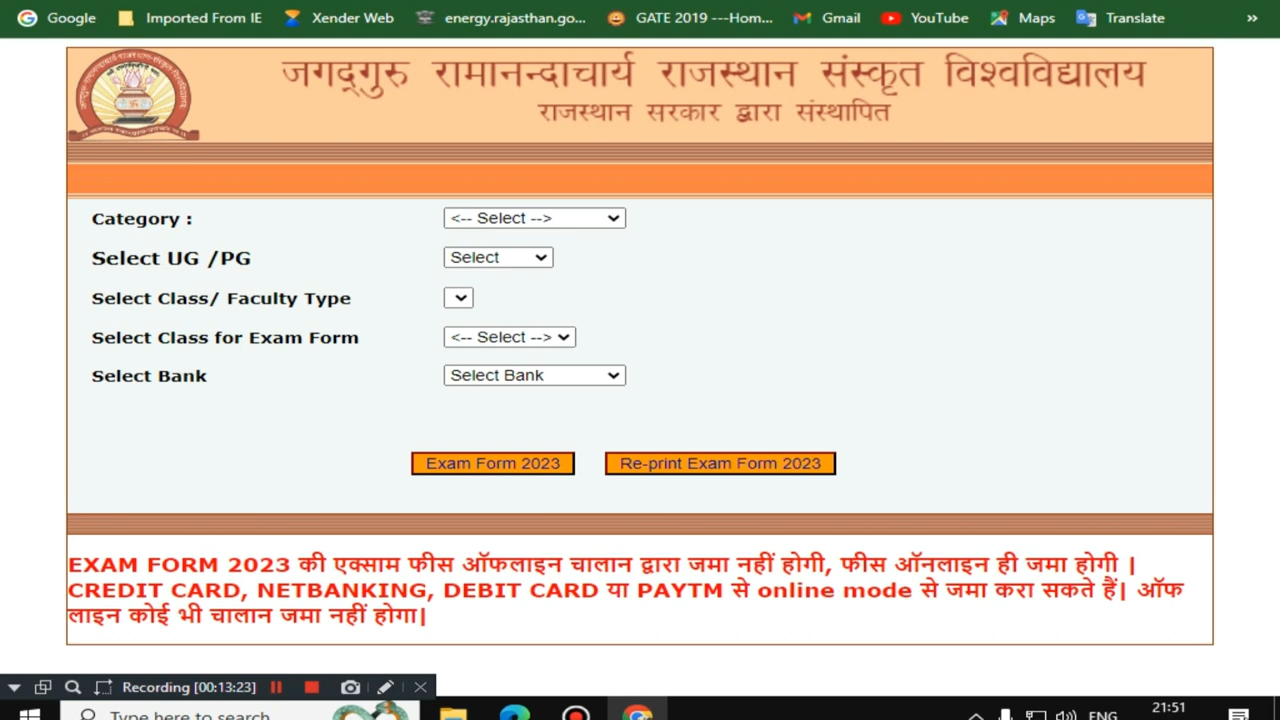 Google Imported From IE Xender Web energy.rajasthan.go... GATE 2019 ---Hom... Gmail YouTube Maps Translate »
जगद्गुरु रामानन्दाचार्य राजस्थान संस्कृत विश्वविद्यालय
राजस्थान सरकार द्वारा संस्थापित
Category : <-- Select -->
Select UG /PG Select
Select Class/ Faculty Type
Select Class for Exam Form <-- Select -->
Select Bank Select Bank
Exam Form 2023 Re-print Exam Form 2023
EXAM FORM 2023 की एक्साम फीस ऑफलाइन चालान द्वारा जमा नहीं होगी, फीस ऑनलाइन ही जमा होगी |
CREDIT CARD, NETBANKING, DEBIT CARD या PAYTM से online mode से जमा करा सकते हैं| ऑफ
लाइन कोई भी चालान जमा नहीं होगा|
Recording [00:13:23]
Type here to search ENG 21:51